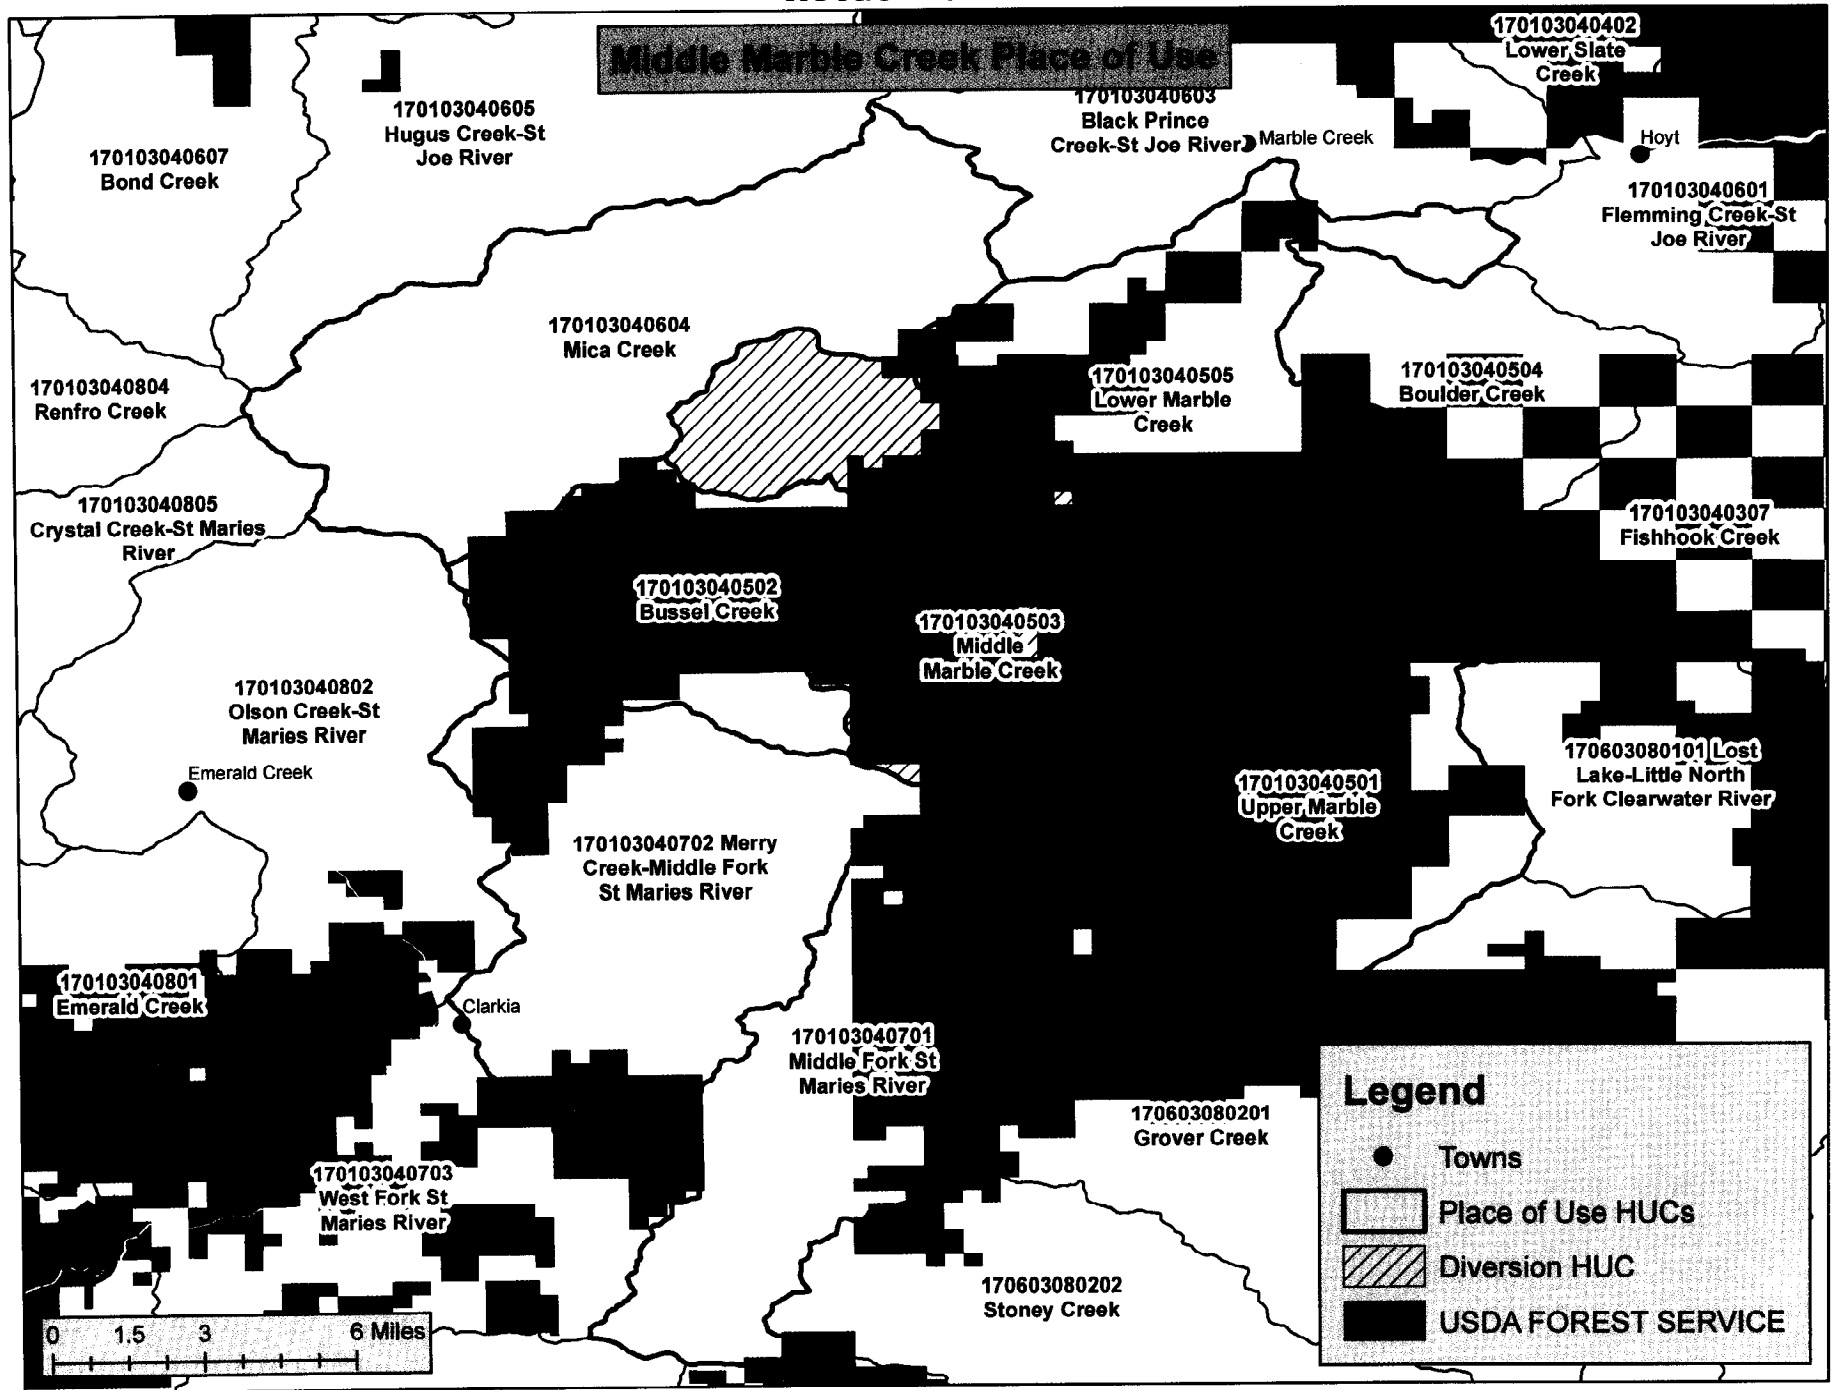 Middle Marble Creek Place of Use
170103040402
Lower Slate
Creek
170103040605
Hugus Creek-St
Joe River
170103040603
Black Prince
Creek-St Joe River
Marble Creek
Hoyt
170103040607
Bond Creek
170103040601
Flemming Creek-St
Joe River
170103040604
Mica Creek
170103040804
Renfro Creek
170103040505
Lower Marble
Creek
170103040504
Boulder Creek
170103040805
Crystal Creek-St Maries
River
170103040307
Fishhook Creek
170103040502
Bussel Creek
170103040503
Middle
Marble Creek
170103040802
Olson Creek-St
Maries River
Emerald Creek
170603080101 Lost
Lake-Little North
Fork Clearwater River
170103040501
Upper Marble
Creek
170103040702 Merry
Creek-Middle Fork
St Maries River
170103040801
Emerald Creek
Clarkia
170103040701
Middle Fork St
Maries River
170603080201
Grover Creek
170103040703
West Fork St
Maries River
170603080202
Stoney Creek
Legend
Towns
Place of Use HUCs
Diversion HUC
USDA FOREST SERVICE
0 1.5 3 6 Miles